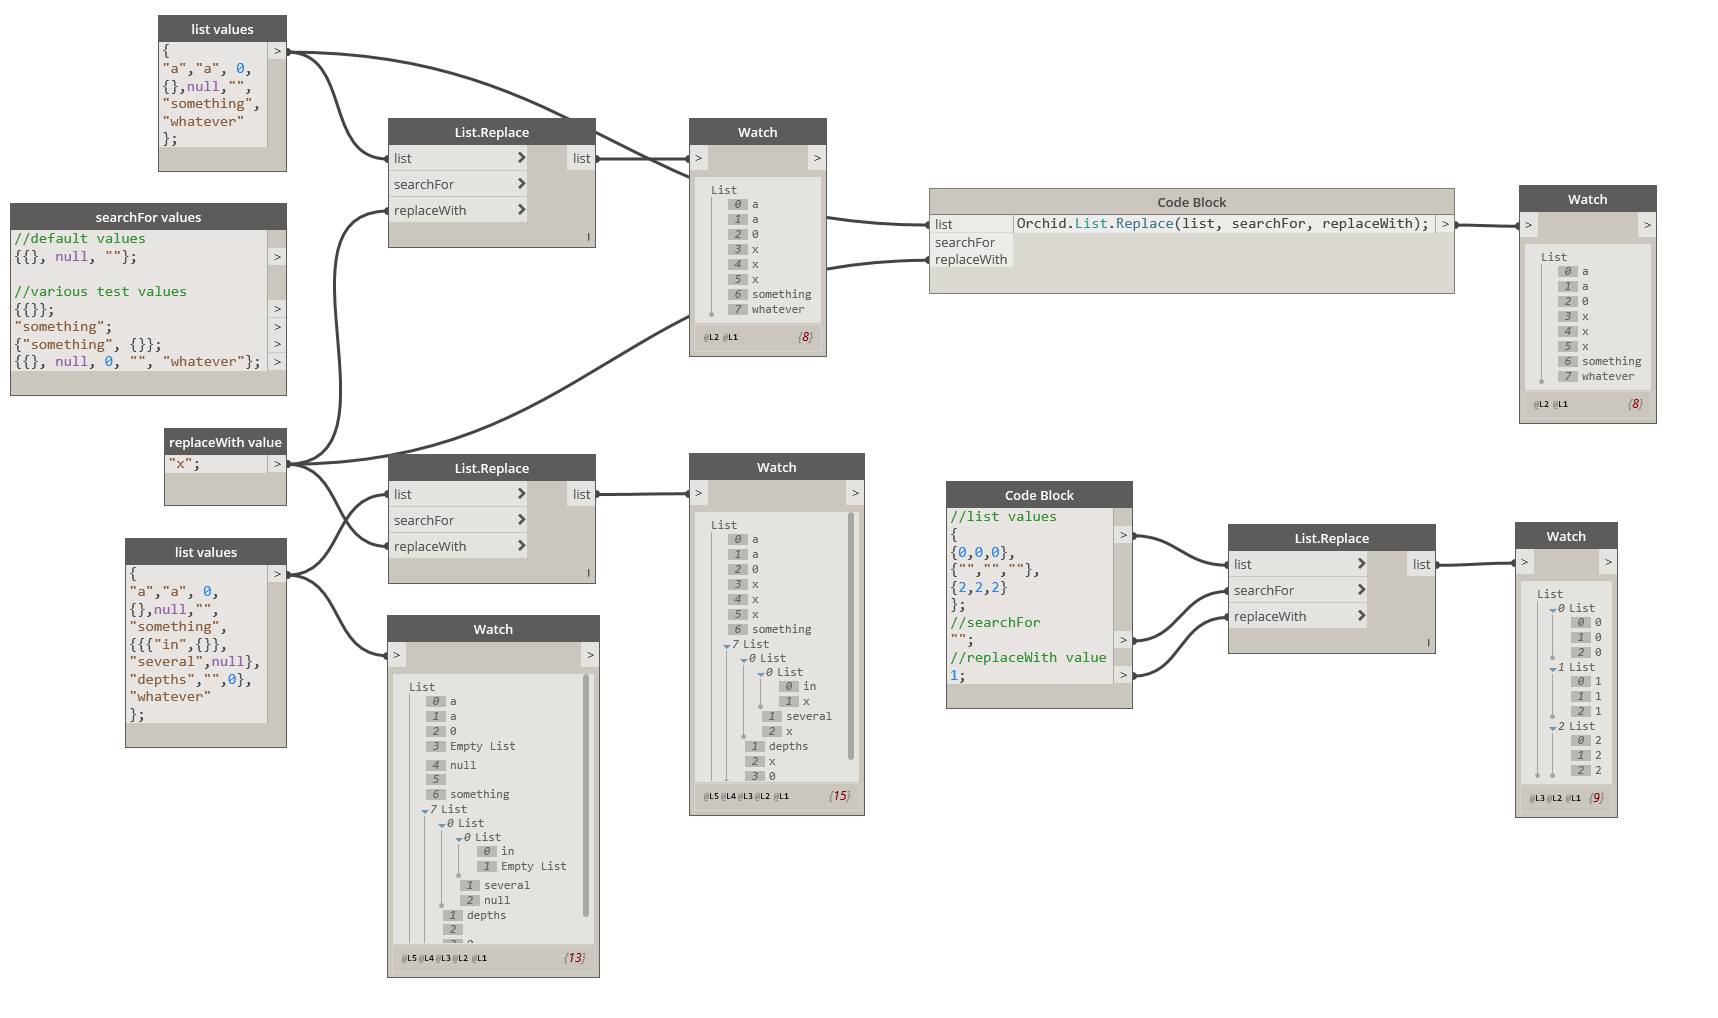 list values
>
{
"a","a", 0,
{},null,"",
"something",
"whatever"
};
searchFor values
//default values
{{}, null, ""};
>
//various test values
{{}};
>
"something";
>
{"something", {}};
>
{{}, null, 0, "", "whatever"};
>
replaceWith value
"x";
>
list values
>
{
"a","a", 0,
{},null,"",
"something",
{{{"in",{}},
"several",null},
"depths","",0},
"whatever"
};
List.Replace
list
list
searchFor
replaceWith
l
Watch
> >
List
0 a
1 a
2 0
3 x
4 x
5 x
6 something
7 whatever
@L2 @L1 {8}
Code Block
list Orchid.List.Replace(list, searchFor, replaceWith); >
searchFor
replaceWith
Watch
> >
List
0 a
1 a
2 0
3 x
4 x
5 x
6 something
7 whatever
@L2 @L1 {8}
List.Replace
list
list
searchFor
replaceWith
l
Watch
> >
List
0 a
1 a
2 0
3 x
4 x
5 x
6 something
7 List
0 List
0 List
0 in
1 x
1 several
2 x
1 depths
2 x
3 0
@L5 @L4 @L3 @L2 @L1 {15}
Watch
> >
List
0 a
1 a
2 0
3 Empty List
4 null
5
6 something
7 List
0 List
0 List
0 in
1 Empty List
1 several
2 null
1 depths
2
@L5 @L4 @L3 @L2 @L1 {13}
Code Block
//list values
{
>
{0,0,0},
{"","",""},
{2,2,2}
};
//searchFor
"";
>
//replaceWith value
1;
>
List.Replace
list
list
searchFor
replaceWith
l
Watch
> >
List
0 List
0 0
1 0
2 0
1 List
0 1
1 1
2 1
2 List
0 2
1 2
2 2
@L3 @L2 @L1 {9}